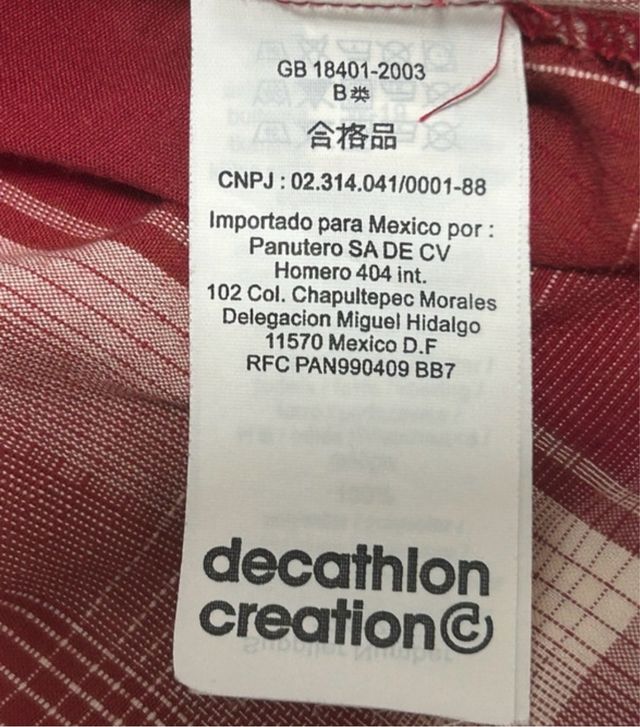 GB 18401-2003
B类
合格品
CNPJ : 02.314.041/0001-88
Importado para Mexico por :
Panutero SA DE CV
Homero 404 int.
102 Col. Chapultepec Morales
Delegacion Miguel Hidalgo
11570 Mexico D.F
RFC PAN990409 BB7
decathlon
creation©